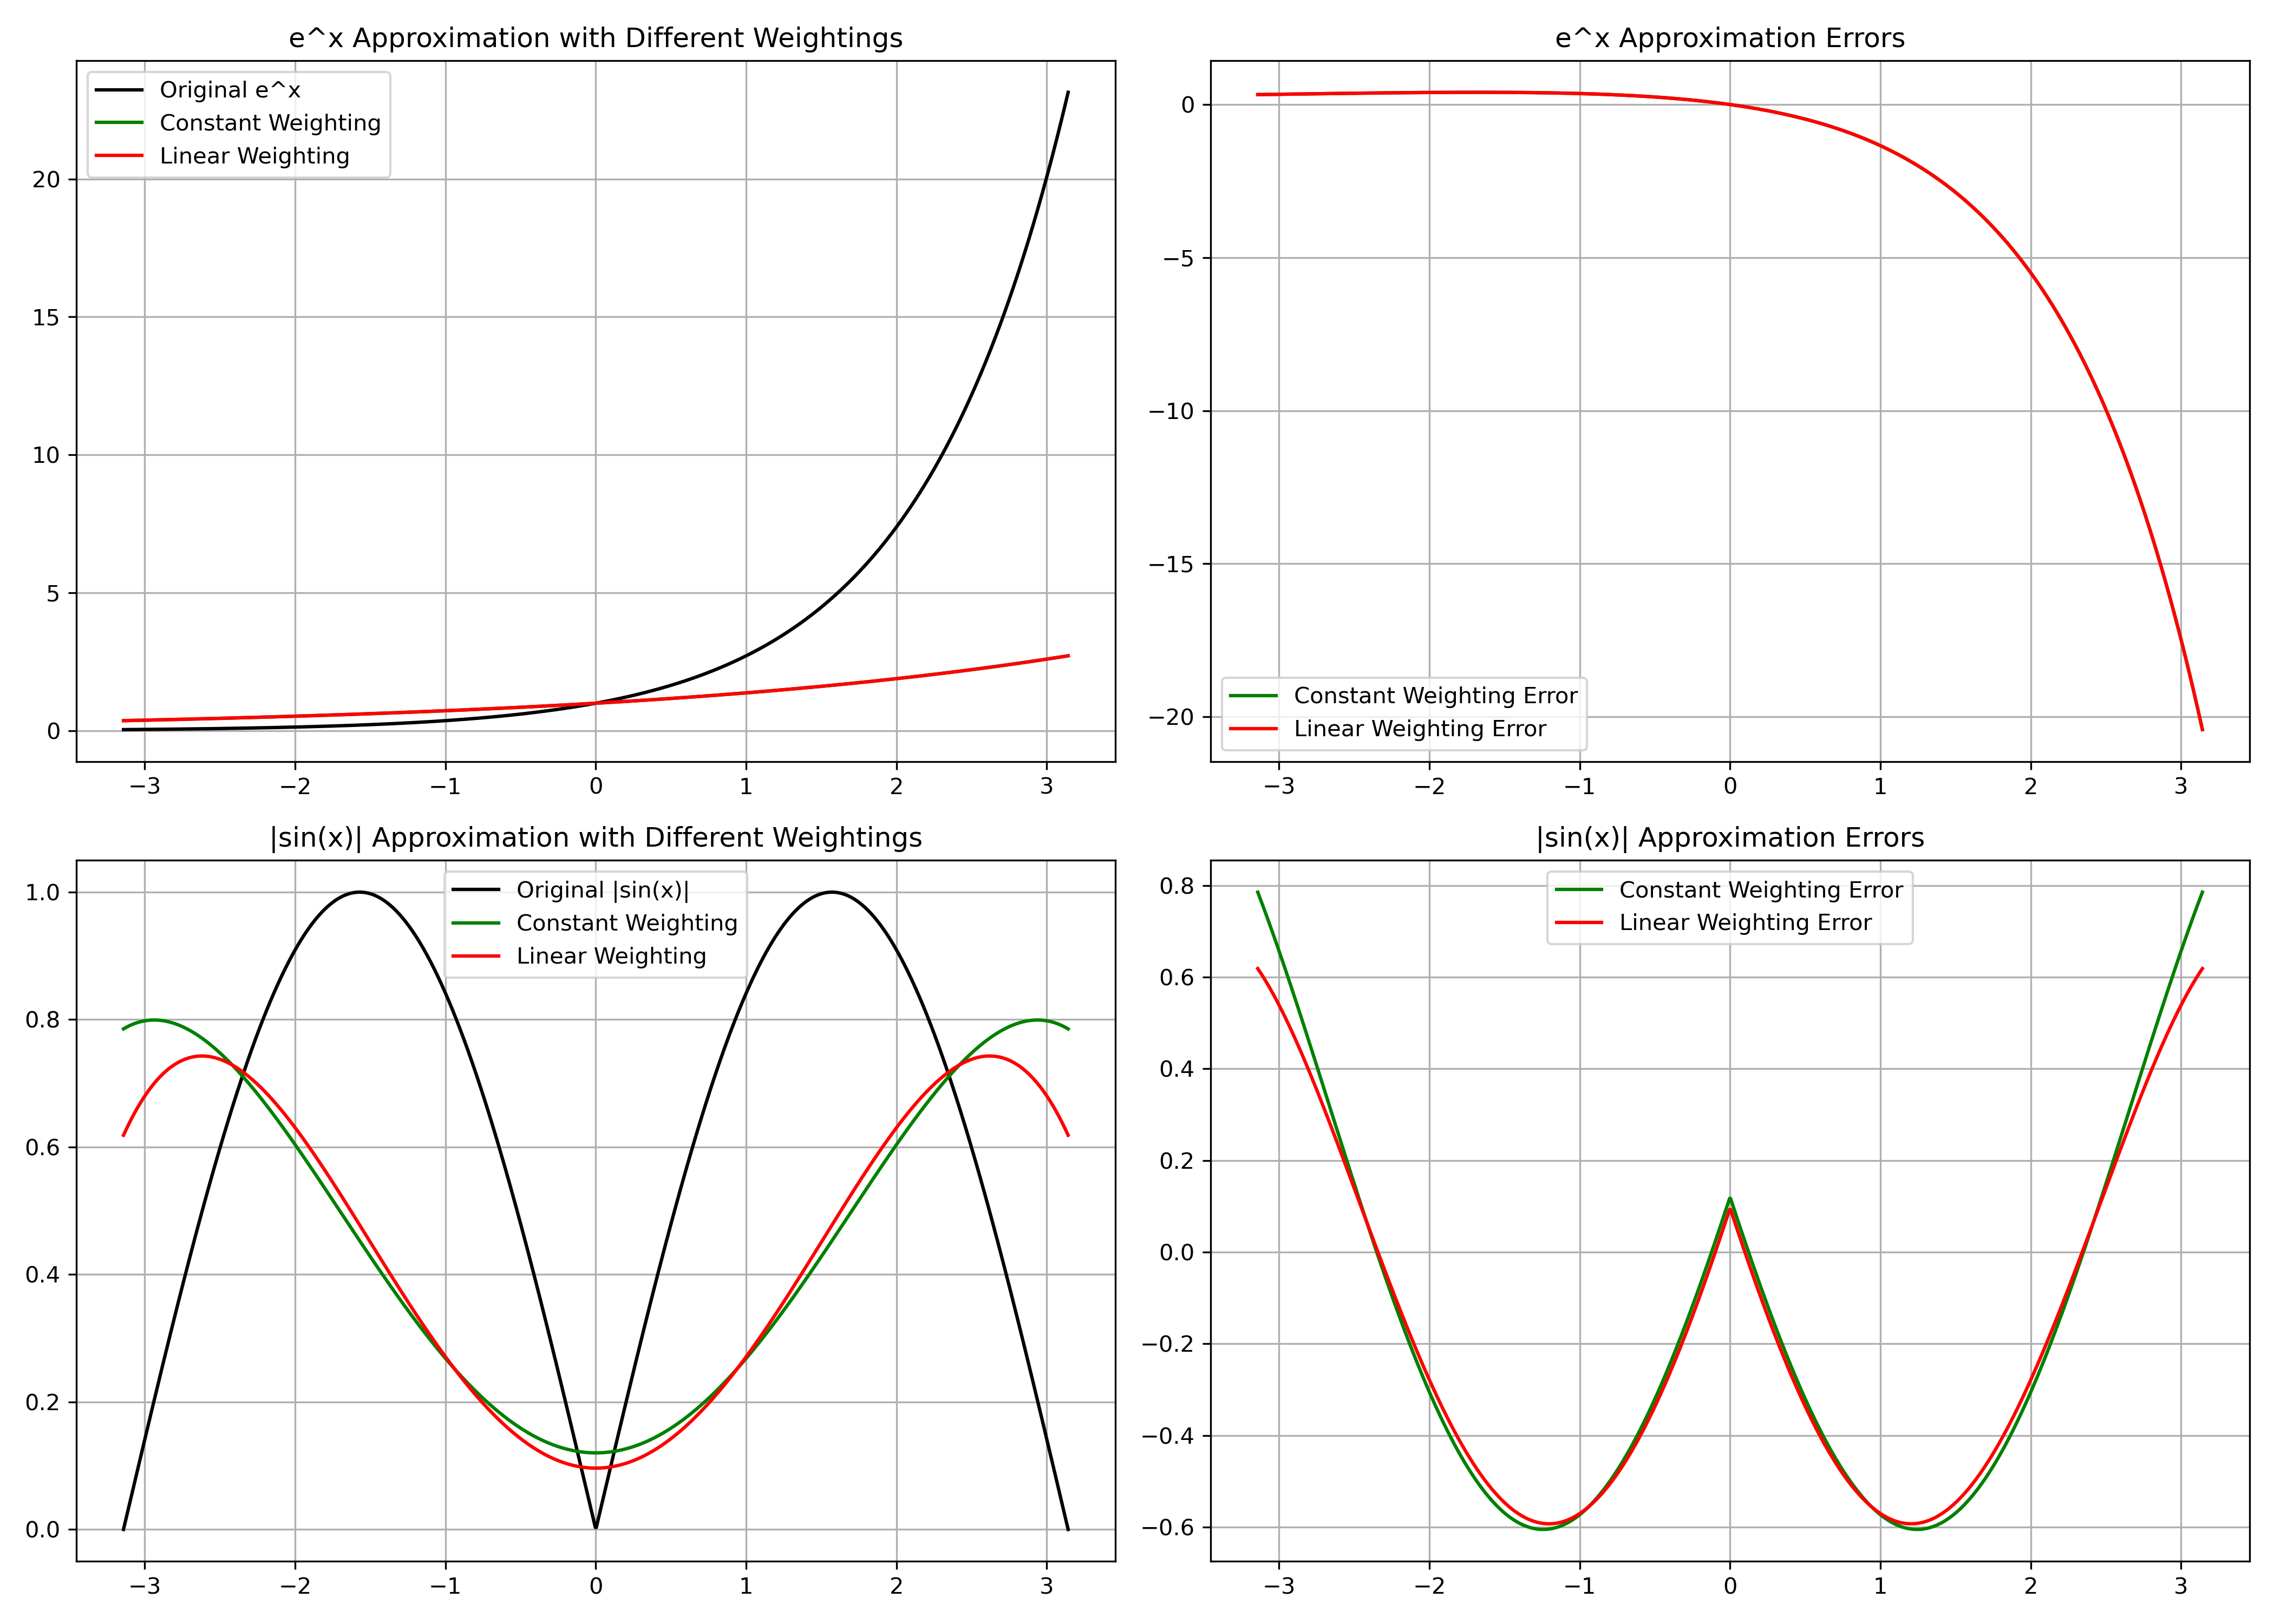 e^x Approximation with Different Weightings
Original e^x
Constant Weighting
Linear Weighting
20
15
10
5
0
−3 −2 −1 0 1 2 3
e^x Approximation Errors
0
−5
−10
−15
−20
Constant Weighting Error
Linear Weighting Error
−3 −2 −1 0 1 2 3
|sin(x)| Approximation with Different Weightings
Original |sin(x)|
Constant Weighting
Linear Weighting
1.0
0.8
0.6
0.4
0.2
0.0
−3 −2 −1 0 1 2 3
|sin(x)| Approximation Errors
Constant Weighting Error
Linear Weighting Error
0.8
0.6
0.4
0.2
0.0
−0.2
−0.4
−0.6
−3 −2 −1 0 1 2 3